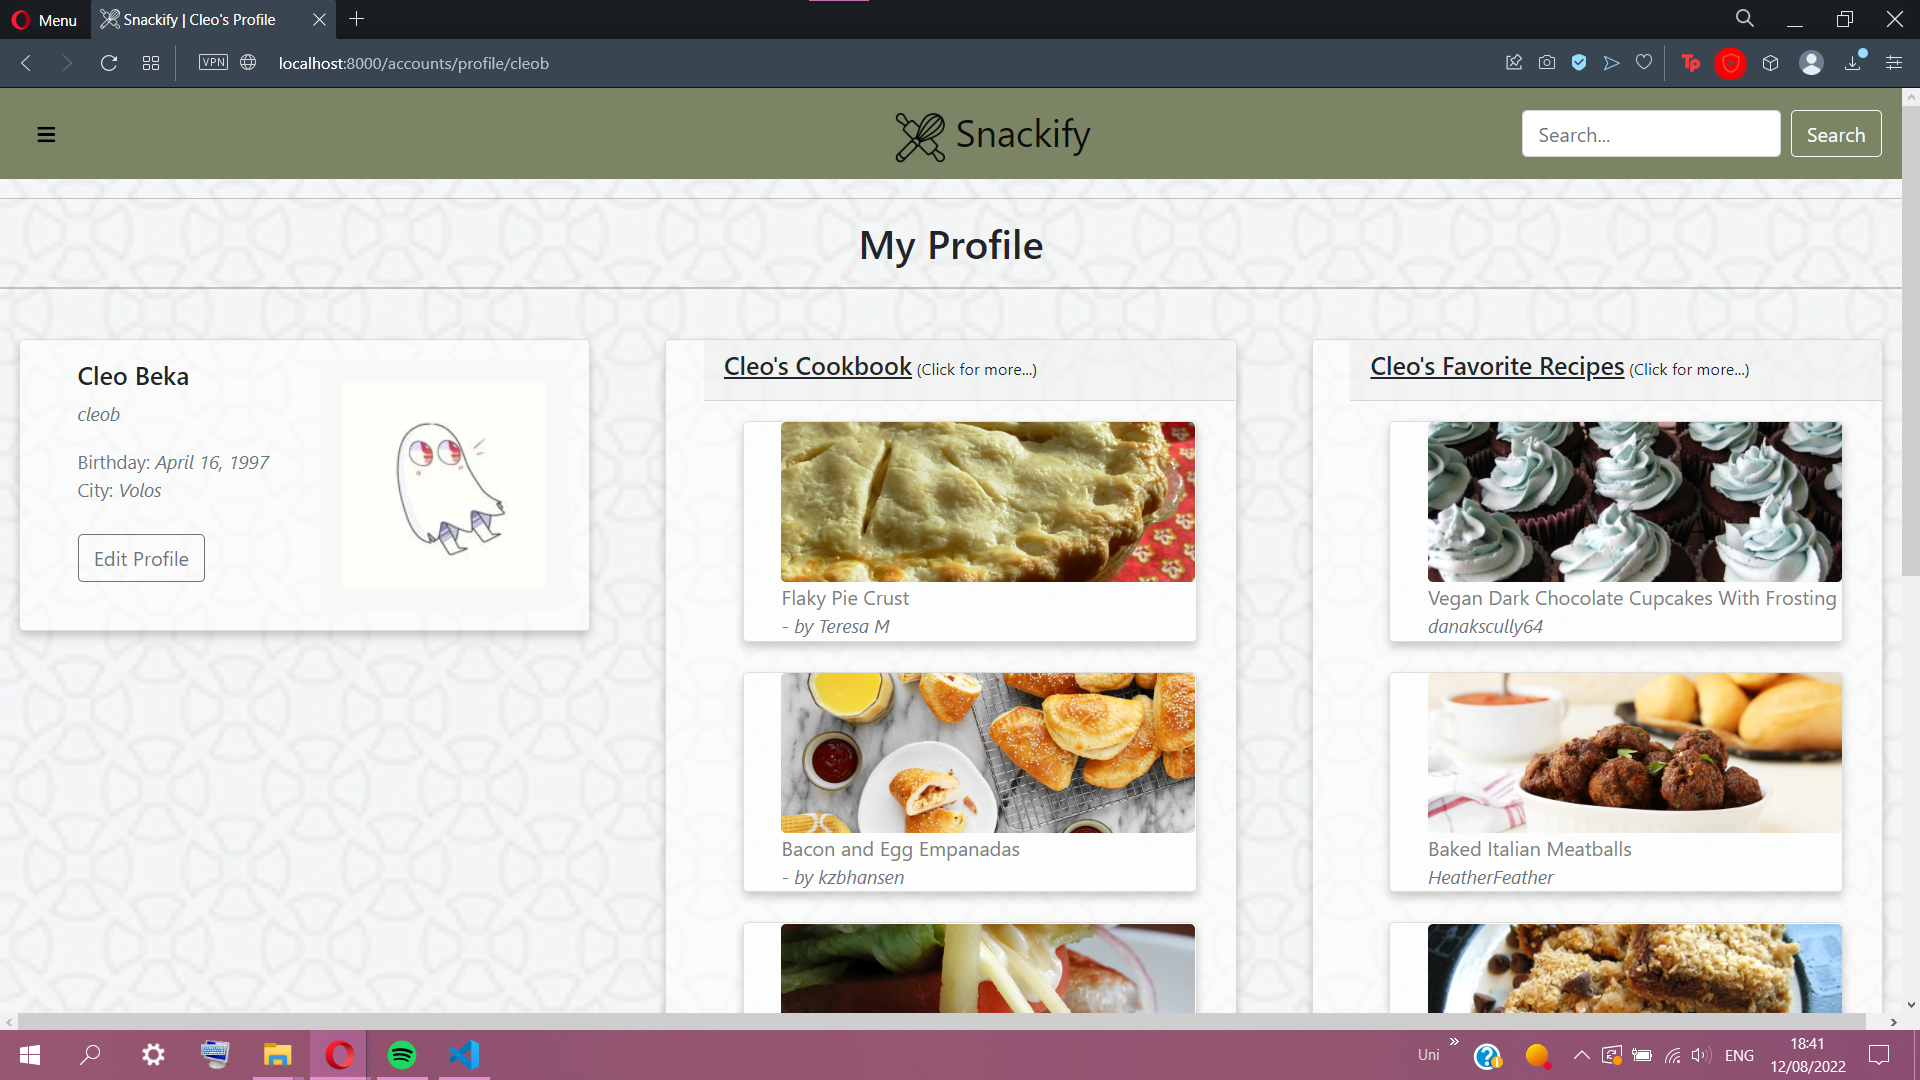 Menu
Snackify | Cleo's Profile
VPN
localhost:8000/accounts/profile/cleob
Tp
Snackify
Search...
Search
My Profile
Cleo Beka
cleob
Birthday: April 16, 1997
City: Volos
Edit Profile
Cleo's Cookbook (Click for more...)
Flaky Pie Crust
- by Teresa M
Bacon and Egg Empanadas
- by kzbhansen
Cleo's Favorite Recipes (Click for more...)
Vegan Dark Chocolate Cupcakes With Frosting
danakscully64
Baked Italian Meatballs
HeatherFeather
Uni
ENG
18:41
12/08/2022